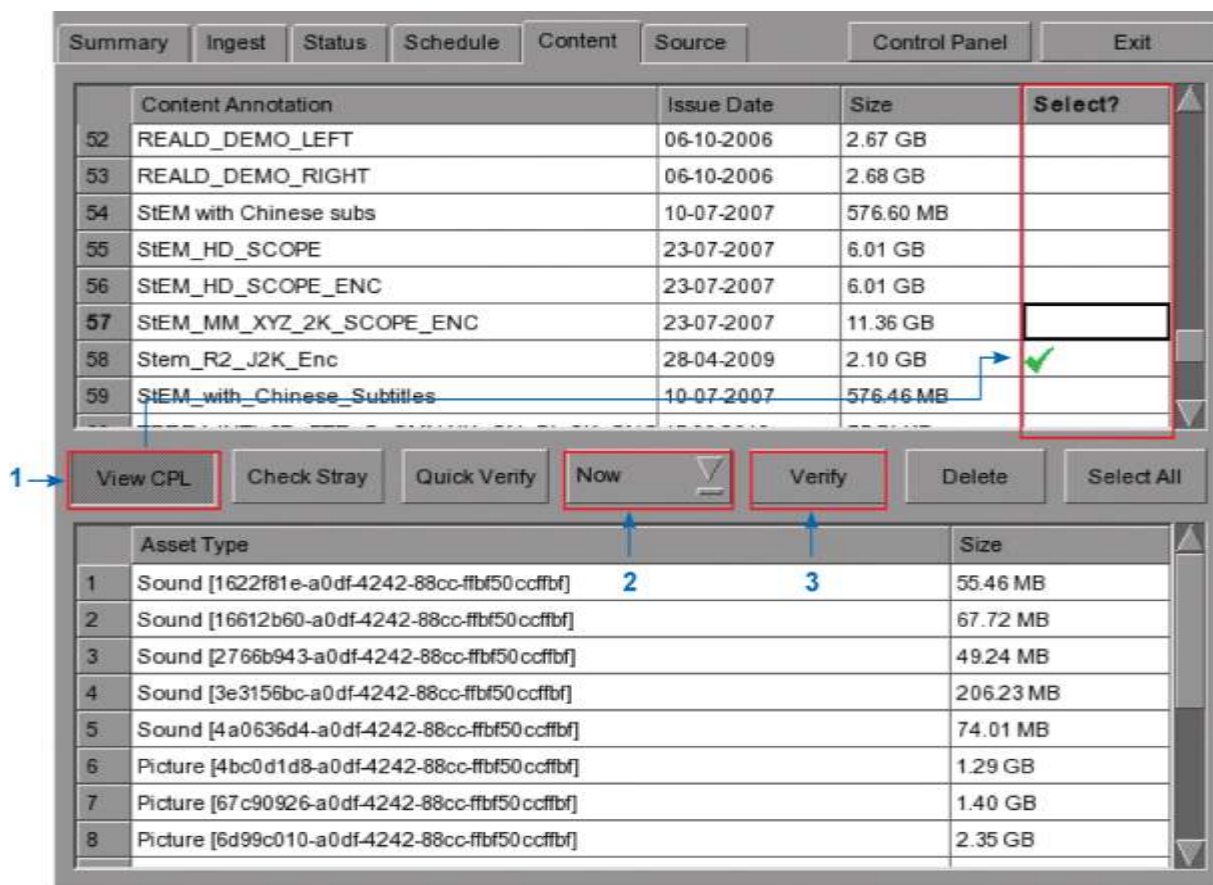 Summary Ingest Status Schedule Content Source Control Panel Exit
Content Annotation Issue Date Size Select?
52 REALD_DEMO_LEFT 06-10-2006 2.67 GB
53 REALD_DEMO_RIGHT 06-10-2006 2.68 GB
54 StEM with Chinese subs 10-07-2007 576.60 MB
55 StEM_HD_SCOPE 23-07-2007 6.01 GB
56 StEM_HD_SCOPE_ENC 23-07-2007 6.01 GB
57 StEM_MM_XYZ_2K_SCOPE_ENC 23-07-2007 11.36 GB
58 Stem_R2_J2K_Enc 28-04-2009 2.10 GB
59 StEM_with_Chinese_Subtitles 10-07-2007 576.46 MB
1 View CPL Check Stray Quick Verify Now Verify Delete Select All
Asset Type Size
2 3
1 Sound [1622f81e-a0df-4242-88cc-ffbf50ccffbf] 55.46 MB
2 Sound [16612b60-a0df-4242-88cc-ffbf50ccffbf] 67.72 MB
3 Sound [2766b943-a0df-4242-88cc-ffbf50ccffbf] 49.24 MB
4 Sound [3e3156bc-a0df-4242-88cc-ffbf50ccffbf] 206.23 MB
5 Sound [4a0636d4-a0df-4242-88cc-ffbf50ccffbf] 74.01 MB
6 Picture [4bc0d1d8-a0df-4242-88cc-ffbf50ccffbf] 1.29 GB
7 Picture [67c90926-a0df-4242-88cc-ffbf50ccffbf] 1.40 GB
8 Picture [6d99c010-a0df-4242-88cc-ffbf50ccffbf] 2.35 GB